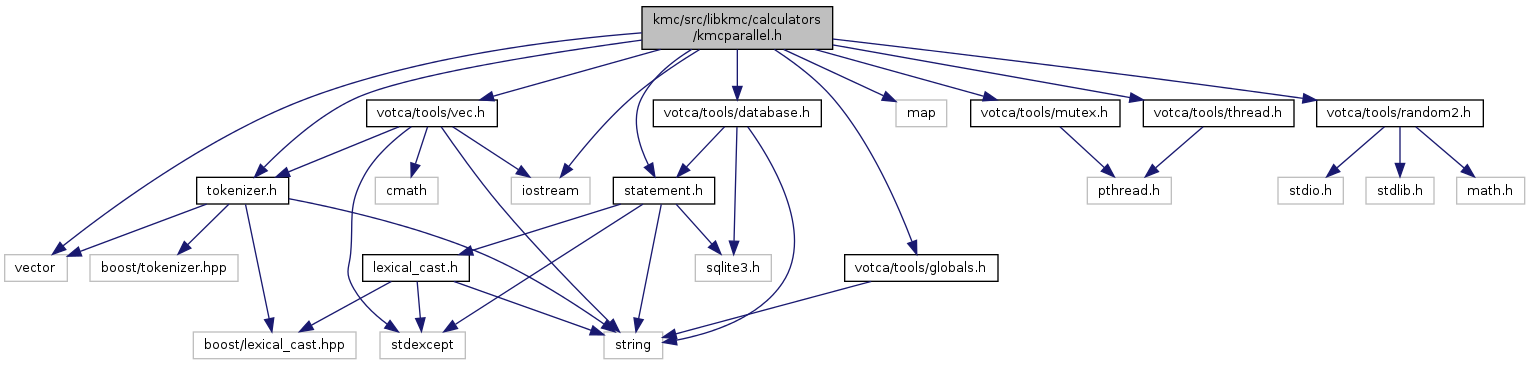 kmc/src/libkmc/calculators
/kmcparallel.h
votca/tools/vec.h
votca/tools/database.h
map
votca/tools/mutex.h
votca/tools/thread.h
votca/tools/random2.h
tokenizer.h
cmath
iostream
statement.h
pthread.h
stdio.h
stdlib.h
math.h
vector
boost/tokenizer.hpp
lexical_cast.h
sqlite3.h
votca/tools/globals.h
boost/lexical_cast.hpp
stdexcept
string